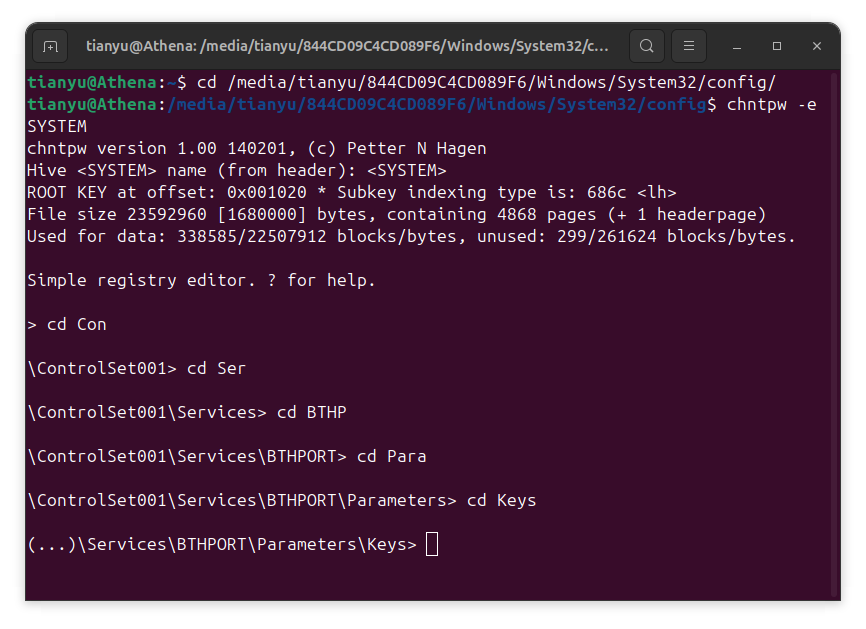 tianyu@Athena: /media/tianyu/844CD09C4CD089F6/Windows/System32/c...
tianyu@Athena:~$ cd /media/tianyu/844CD09C4CD089F6/Windows/System32/config/
tianyu@Athena:/media/tianyu/844CD09C4CD089F6/Windows/System32/config$ chntpw -e
SYSTEM
chntpw version 1.00 140201, (c) Petter N Hagen
Hive <SYSTEM> name (from header): <SYSTEM>
ROOT KEY at offset: 0x001020 * Subkey indexing type is: 686c <lh>
File size 23592960 [1680000] bytes, containing 4868 pages (+ 1 headerpage)
Used for data: 338585/22507912 blocks/bytes, unused: 299/261624 blocks/bytes.
Simple registry editor. ? for help.
> cd Con
\ControlSet001> cd Ser
\ControlSet001\Services> cd BTHP
\ControlSet001\Services\BTHPORT> cd Para
\ControlSet001\Services\BTHPORT\Parameters> cd Keys
(...)\Services\BTHPORT\Parameters\Keys>